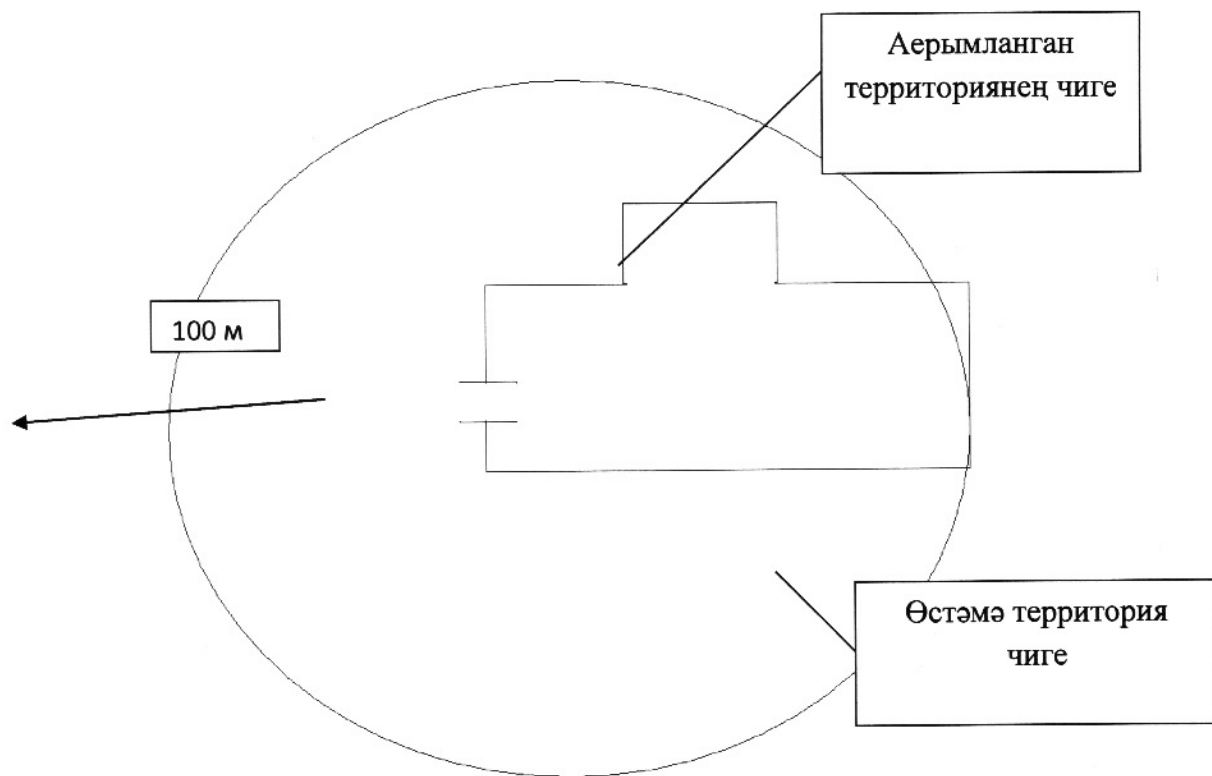 Аерымланган
территориянең чиге
100 м
Өстәмә территория
чиге